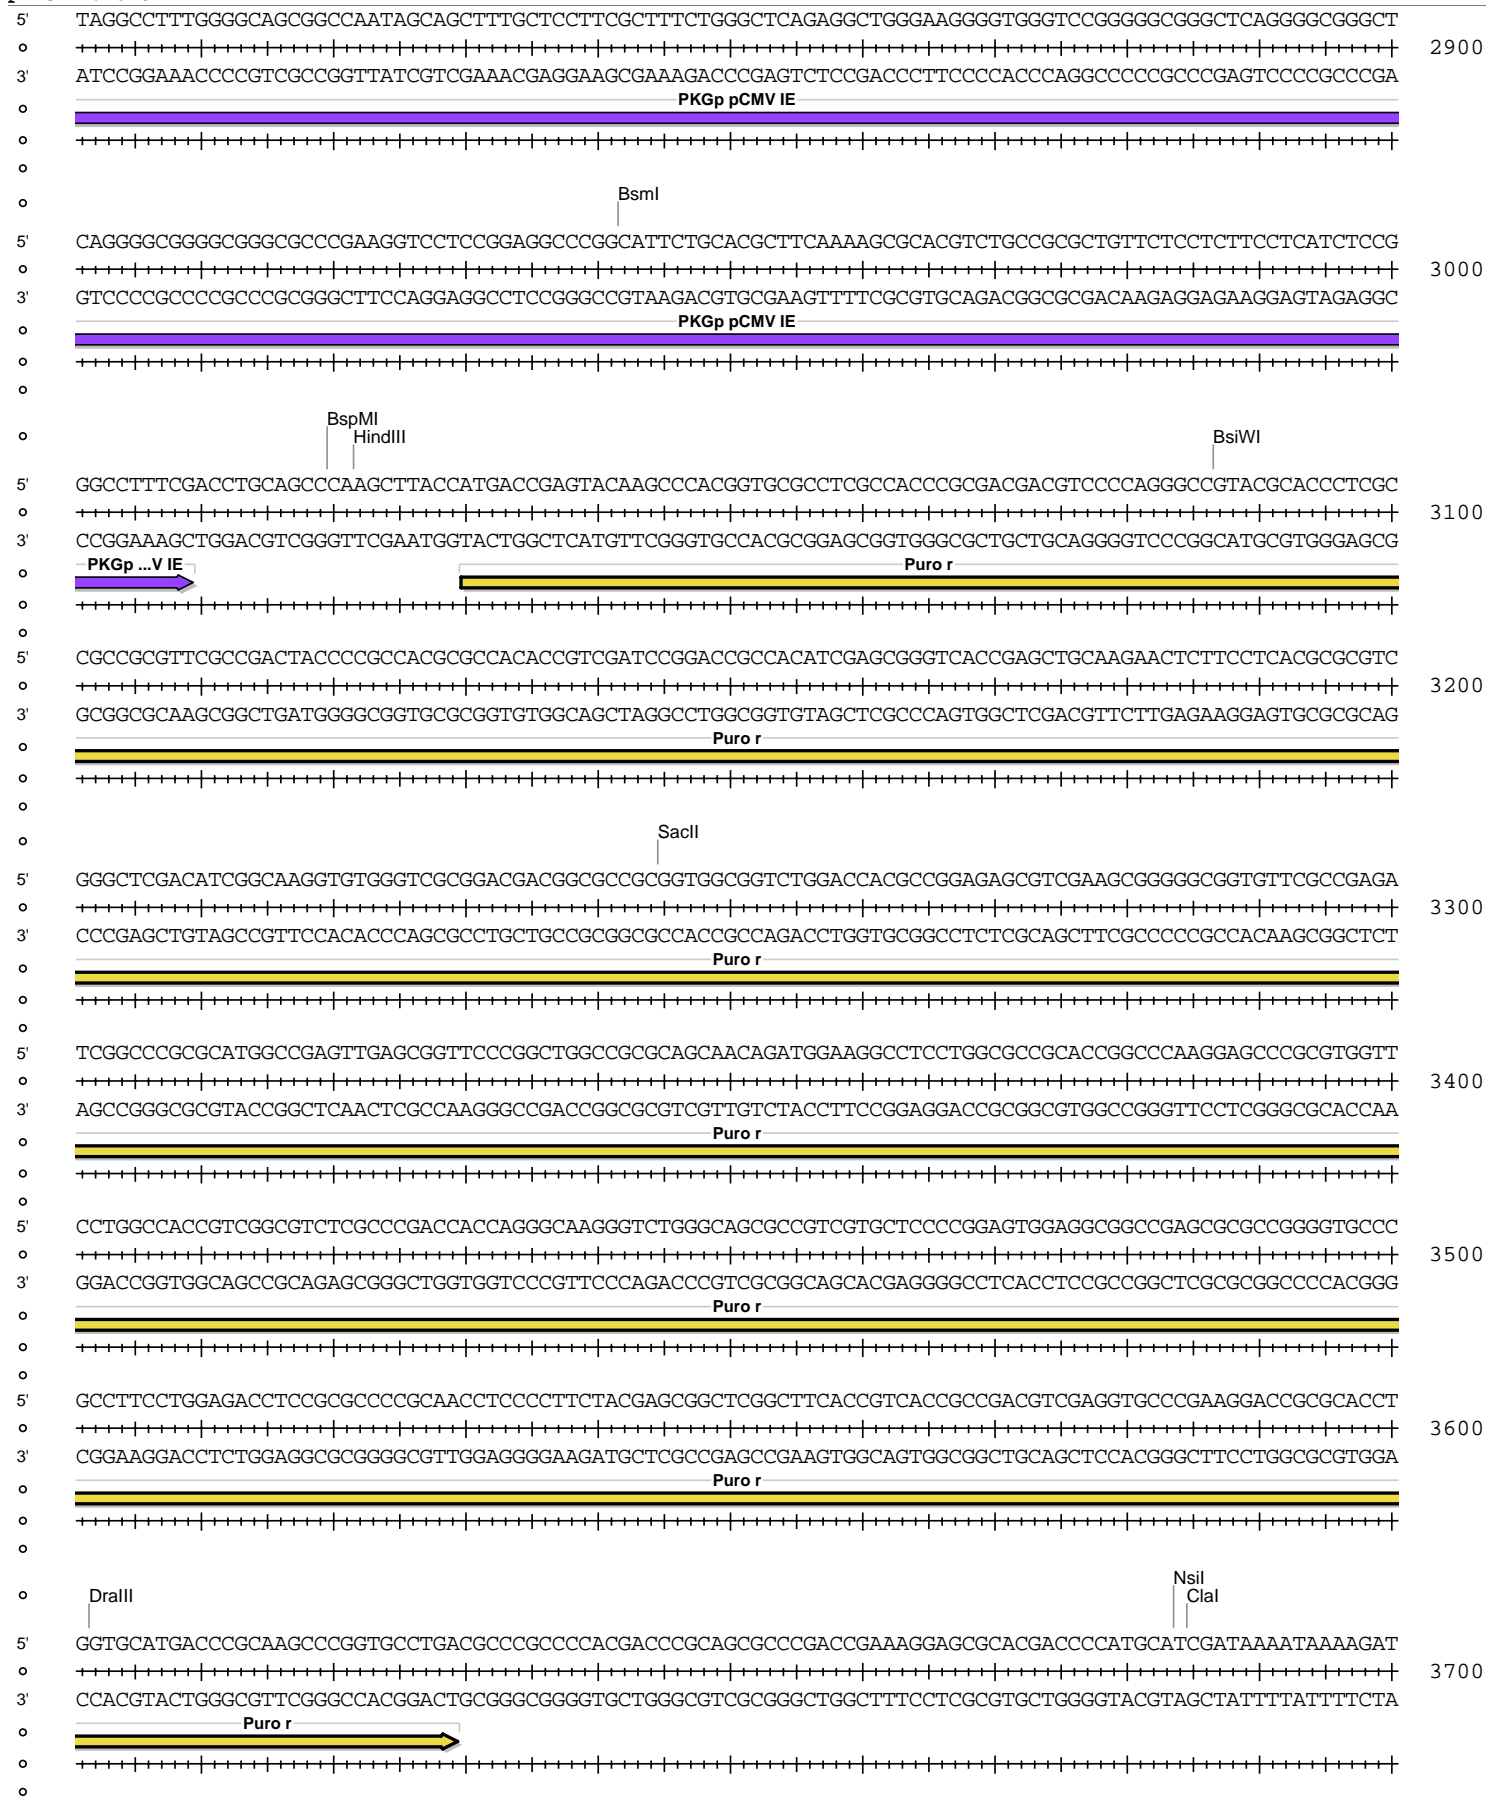 5' TAGGCCTTTGGGGCAGCGGCCAATAGCAGCTTTGCTCCTTCGCTTTCTGGGCTCAGAGGCTGGGAAGGGGTGGGTCCGGGGGCGGGCTCAGGGGCGGGCT
2900
3' ATCCGGAAACCCCGTCGCCGGTTATCGTCGAAACGAGGAAGCGAAAGACCCGAGTCTCCGACCCTTCCCCACCCAGGCCCCCGCCCGAGTCCCCGCCCGA
PKGp pCMV IE
BsmI
5' CAGGGGCGGGGCGGGCGCCCGAAGGTCCTCCGGAGGCCCGGCATTCTGCACGCTTCAAAAGCGCACGTCTGCCGCGCTGTTCTCCTCTTCCTCATCTCCG
3000
3' GTCCCCGCCCCGCCCGCGGGCTTCCAGGAGGCCTCCGGGCCGTAAGACGTGCGAAGTTTTCGCGTGCAGACGGCGCGACAAGAGGAGAAGGAGTAGAGGC
PKGp pCMV IE
BspMI
HindIII
BsiWI
5' GGCCTTTCGACCTGCAGCCCAAGCTTACCATGACCGAGTACAAGCCCACGGTGCGCCTCGCCACCCGCGACGACGTCCCCAGGGCCGTACGCACCCTCGC
3100
3' CCGGAAAGCTGGACGTCGGGTTCGAATGGTACTGGCTCATGTTCGGGTGCCACGCGGAGCGGTGGGCGCTGCTGCAGGGGTCCCGGCATGCGTGGGAGCG
PKGp ...V IE
Puro r
5' CGCCGCGTTCGCCGACTACCCCGCCACGCGCCACACCGTCGATCCGGACCGCCACATCGAGCGGGTCACCGAGCTGCAAGAACTCTTCCTCACGCGCGTC
3200
3' GCGGCGCAAGCGGCTGATGGGGCGGTGCGCGGTGTGGCAGCTAGGCCTGGCGGTGTAGCTCGCCCAGTGGCTCGACGTTCTTGAGAAGGAGTGCGCGCAG
Puro r
SacII
5' GGGCTCGACATCGGCAAGGTGTGGGTCGCGGACGACGGCGCCGCGGTGGCGGTCTGGACCACGCCGGAGAGCGTCGAAGCGGGGGCGGTGTTCGCCGAGA
3300
3' CCCGAGCTGTAGCCGTTCCACACCCAGCGCCTGCTGCCGCGGCGCCACCGCCAGACCTGGTGCGGCCTCTCGCAGCTTCGCCCCCGCCACAAGCGGCTCT
Puro r
5' TCGGCCCGCGCATGGCCGAGTTGAGCGGTTCCCGGCTGGCCGCGCAGCAACAGATGGAAGGCCTCCTGGCGCCGCACCGGCCCAAGGAGCCCGCGTGGTT
3400
3' AGCCGGGCGCGTACCGGCTCAACTCGCCAAGGGCCGACCGGCGCGTCGTTGTCTACCTTCCGGAGGACCGCGGCGTGGCCGGGTTCCTCGGGCGCACCAA
Puro r
5' CCTGGCCACCGTCGGCGTCTCGCCCGACCACCAGGGCAAGGGTCTGGGCAGCGCCGTCGTGCTCCCCGGAGTGGAGGCGGCCGAGCGCGCCGGGGTGCCC
3500
3' GGACCGGTGGCAGCCGCAGAGCGGGCTGGTGGTCCCGTTCCCAGACCCGTCGCGGCAGCACGAGGGGCCTCACCTCCGCCGGCTCGCGCGGCCCCACGGG
Puro r
5' GCCTTCCTGGAGACCTCCGCGCCCCGCAACCTCCCCTTCTACGAGCGGCTCGGCTTCACCGTCACCGCCGACGTCGAGGTGCCCGAAGGACCGCGCACCT
3600
3' CGGAAGGACCTCTGGAGGCGCGGGGCGTTGGAGGGGAAGATGCTCGCCGAGCCGAAGTGGCAGTGGCGGCTGCAGCTCCACGGGCTTCCTGGCGCGTGGA
Puro r
DraIII
NsiI
ClaI
5' GGTGCATGACCCGCAAGCCCGGTGCCTGACGCCCGCCCCACGACCCGCAGCGCCCGACCGAAAGGAGCGCACGACCCCATGCATCGATAAAATAAAAGAT
3700
3' CCACGTACTGGGCGTTCGGGCCACGGACTGCGGGCGGGGTGCTGGGCGTCGCGGGCTGGCTTTCCTCGCGTGCTGGGGTACGTAGCTATTTTATTTTCTA
Puro r